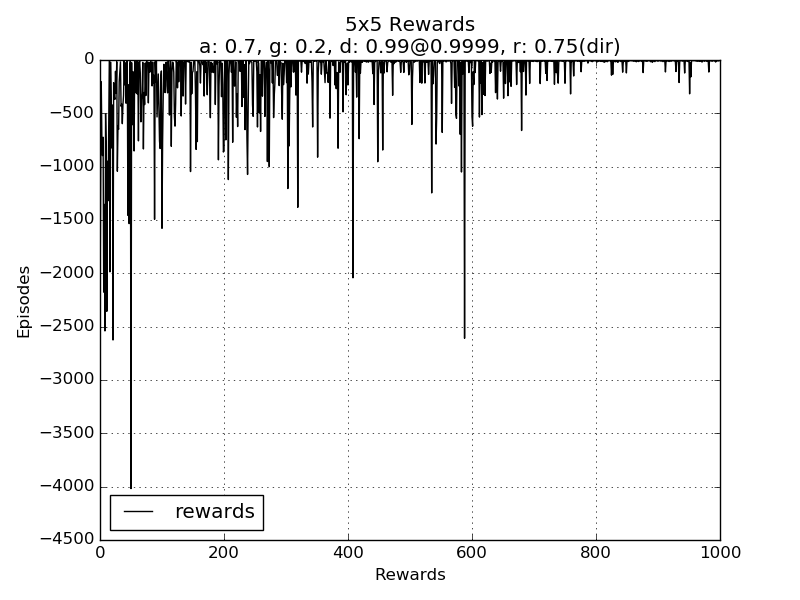 5x5 Rewards
a: 0.7, g: 0.2, d: 0.99@0.9999, r: 0.75(dir)
0
−500
−1000
−1500
−2000
−2500
−3000
−3500
−4000
−4500
Episodes
rewards
0 200 400 600 800 1000
Rewards